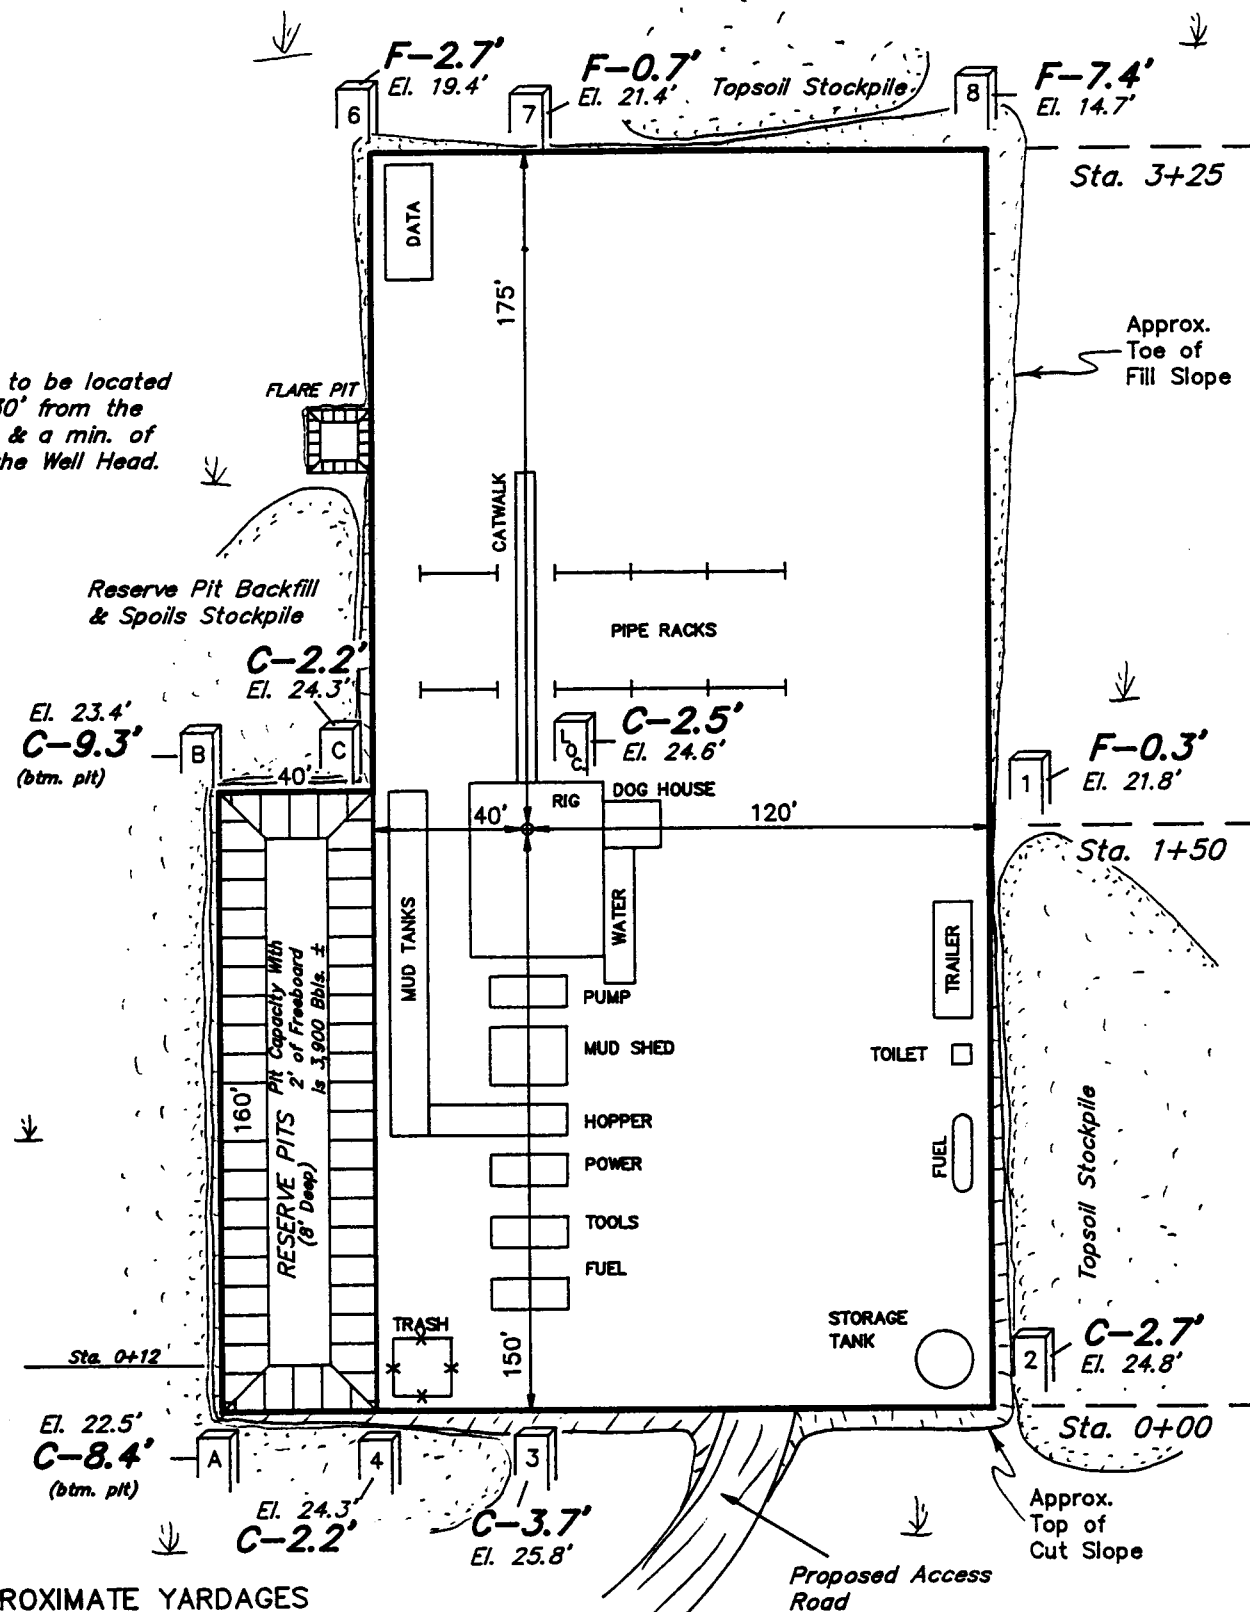 F-2.7'
El. 19.4'
6
F-0.7'
El. 21.4'
7
Topsoil Stockpile
8
F-7.4'
El. 14.7'
Sta. 3+25
DATA
175'
Approx.
Toe of
Fill Slope
to be located
30' from the
& a min. of
the Well Head.
FLARE PIT
CATWALK
Reserve Pit Backfill
& Spoils Stockpile
PIPE RACKS
C-2.2'
El. 24.3'
C
El. 23.4'
C-9.3'
(btm. pit)
B
LOC.
C-2.5'
El. 24.6'
F-0.3'
El. 21.8'
1
40'
RIG
DOG HOUSE
40'
120'
Sta. 1+50
MUD TANKS
WATER
TRAILER
PUMP
MUD SHED
TOILET
HOPPER
POWER
FUEL
TOOLS
FUEL
160'
RESERVE PITS
(8' Deep)
Pit Capacity With
2' of Freeboard
is 3,900 Bbls. ±
Topsoil Stockpile
TRASH
150'
STORAGE
TANK
2
C-2.7'
El. 24.8'
Sta. 0+12
Sta. 0+00
El. 22.5'
C-8.4'
(btm. pit)
A
4
El. 24.3'
C-2.2'
3
C-3.7'
El. 25.8'
Approx.
Top of
Cut Slope
Proposed Access
Road
ROXIMATE YARDAGES